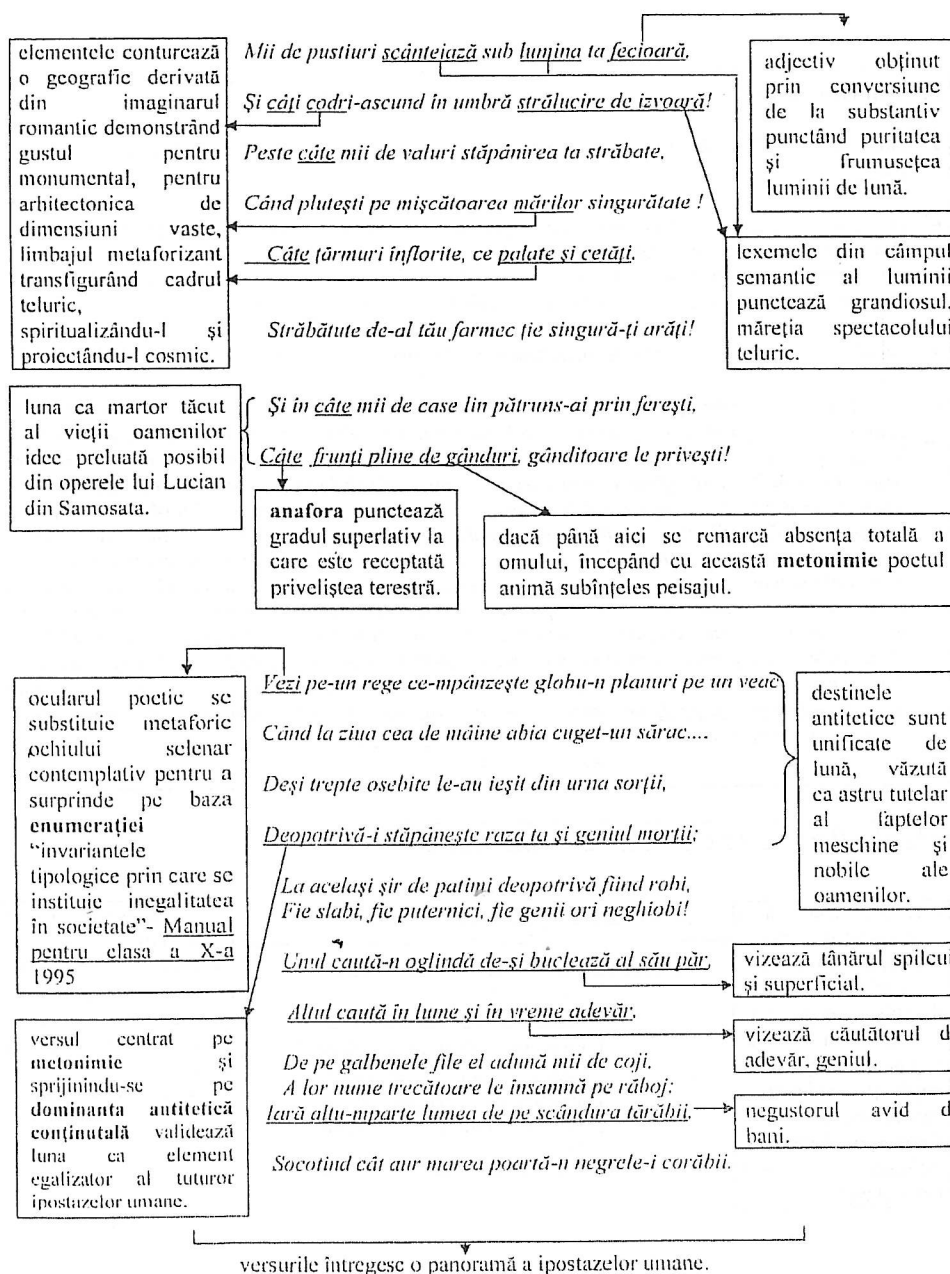 elementele conturează
o geografie derivată
din imaginarul
romantic demonstrând
gustul pentru
monumental, pentru
arhitectonica de
dimensiuni vaste,
limbajul metaforizant
transfigurând cadrul
teluric,
spiritualizându-l și
proiectându-l cosmic.
Mii de pustiuri scânteiază sub lumina ta fecioară,
Și câți codri-ascund în umbră strălucire de izvoară!
Peste câte mii de valuri stăpânirea ta străbate,
Când plutești pe mișcătoarea mărilor singurătate !
Câte țărmuri înflorite, ce palate și cetăți,
Străbătute de-al tău farmec ție singură-ți arăți!
adjectiv obținut
prin conversiune
de la substantiv
punctând puritatea
și frumusețea
luminii de lună.
lexemele din câmpul
semantic al luminii
punctează grandiosul,
măreția spectacolului
teluric.
luna ca martor tăcut
al vieții oamenilor
idee preluată posibil
din operele lui Lucian
din Samosata.
Și în câte mii de case lin pătruns-ai prin ferești,
Câte frunți pline de gânduri, gânditoare le privești!
anafora punctează
gradul superlativ la
care este receptată
priveliștea terestră.
dacă până aici se remarcă absența totală a
omului, începând cu această metonimie poetul
animă subînțeles peisajul.
ocularul poetic se
substituie metaforic
ochiului selenar
contemplativ pentru a
surprinde pe baza
enumerației
"invariantele
tipologice prin care se
instituie inegalitatea
în societate"- Manual
pentru clasa a X-a
1995
Vezi pe-un rege ce-mpânzește globu-n planuri pe un veac
Când la ziua cea de mâine abia cuget-un sărac....
Deși trepte osebite le-au ieșit din urna sorții,
Deopotrivă-i stăpânește raza ta și geniul morții;
La același șir de patimi deopotrivă fiind robi,
Fie slabi, fie puternici, fie genii ori neghiobi!
Unul caută-n oglindă de-și buclează al său păr,
Altul caută în lume și în vreme adevăr,
De pe galbenele file el adună mii de coji,
A lor nume trecătoare le însamnă pe răboj;
Iară altu-mparte lumea de pe scândura tărăbii,
Socotind cât aur marea poartă-n negrele-i corăbii.
destinele
antitetice sunt
unificate de
lună, văzută
ca astru tutelar
al faptelor
meschine și
nobile ale
oamenilor.
vizează tânărul spilcui
și superficial.
vizează căutătorul d
adevăr, geniul.
negustorul avid d
bani.
versul centrat pe
metonimie și
sprijinindu-se pe
dominanta antitetică
conținutală validează
luna ca element
egalizator al tuturor
ipostazelor umane.
versurile întregesc o panoramă a ipostazelor umane.